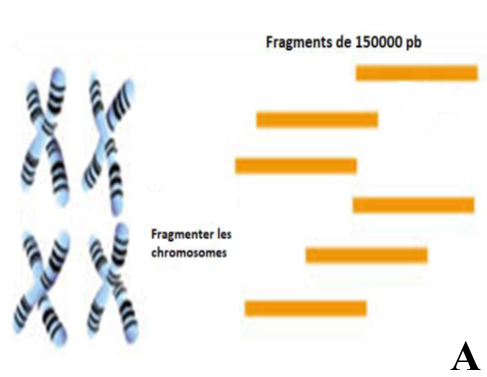 Fragments de 150000 pb
Fragmenter les
chromosomes
A